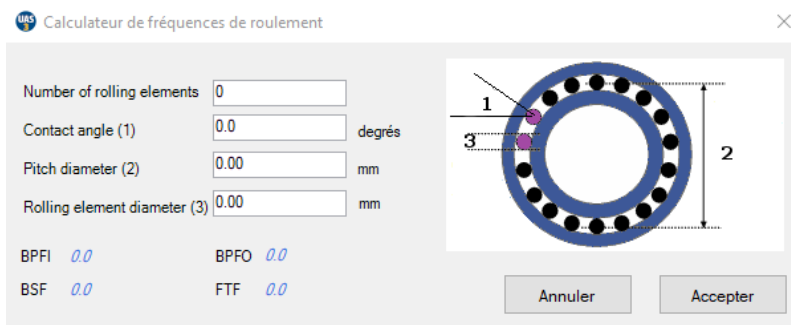 UAS
3
Calculateur de fréquences de roulement
Number of rolling elements 0
Contact angle (1) 0.0 degrés
Pitch diameter (2) 0.00 mm
Rolling element diameter (3) 0.00 mm
BPFI 0.0 BPFO 0.0
BSF 0.0 FTF 0.0
1
3
2
Annuler Accepter